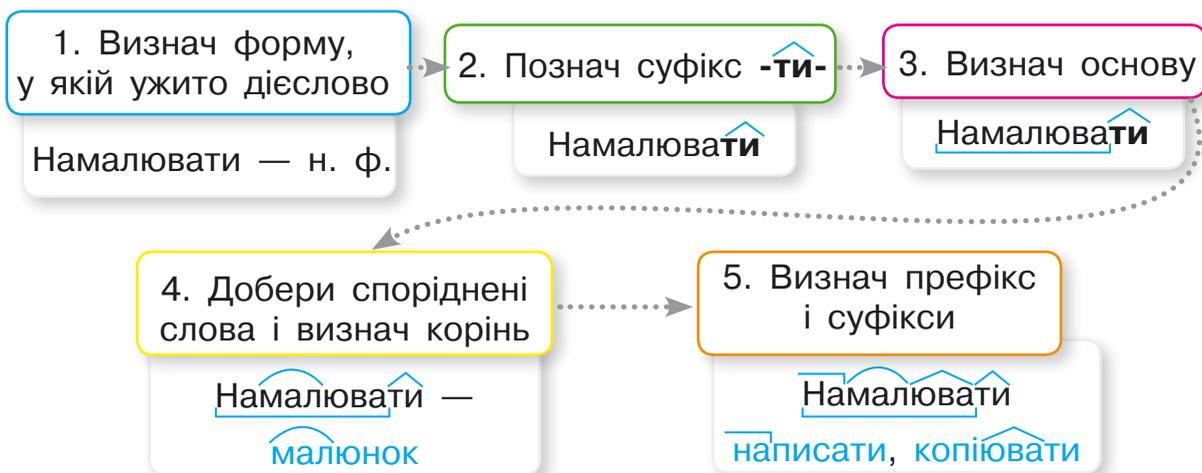 1. Визнач форму,
у якій ужито дієслово
Намалювати — н. ф.
2. Познач суфікс -ти-
Намалювати
3. Визнач основу
Намалювати
4. Добери споріднені
слова і визнач корінь
Намалювати —
малюнок
5. Визнач префікс
і суфікси
Намалювати
написати, копіювати